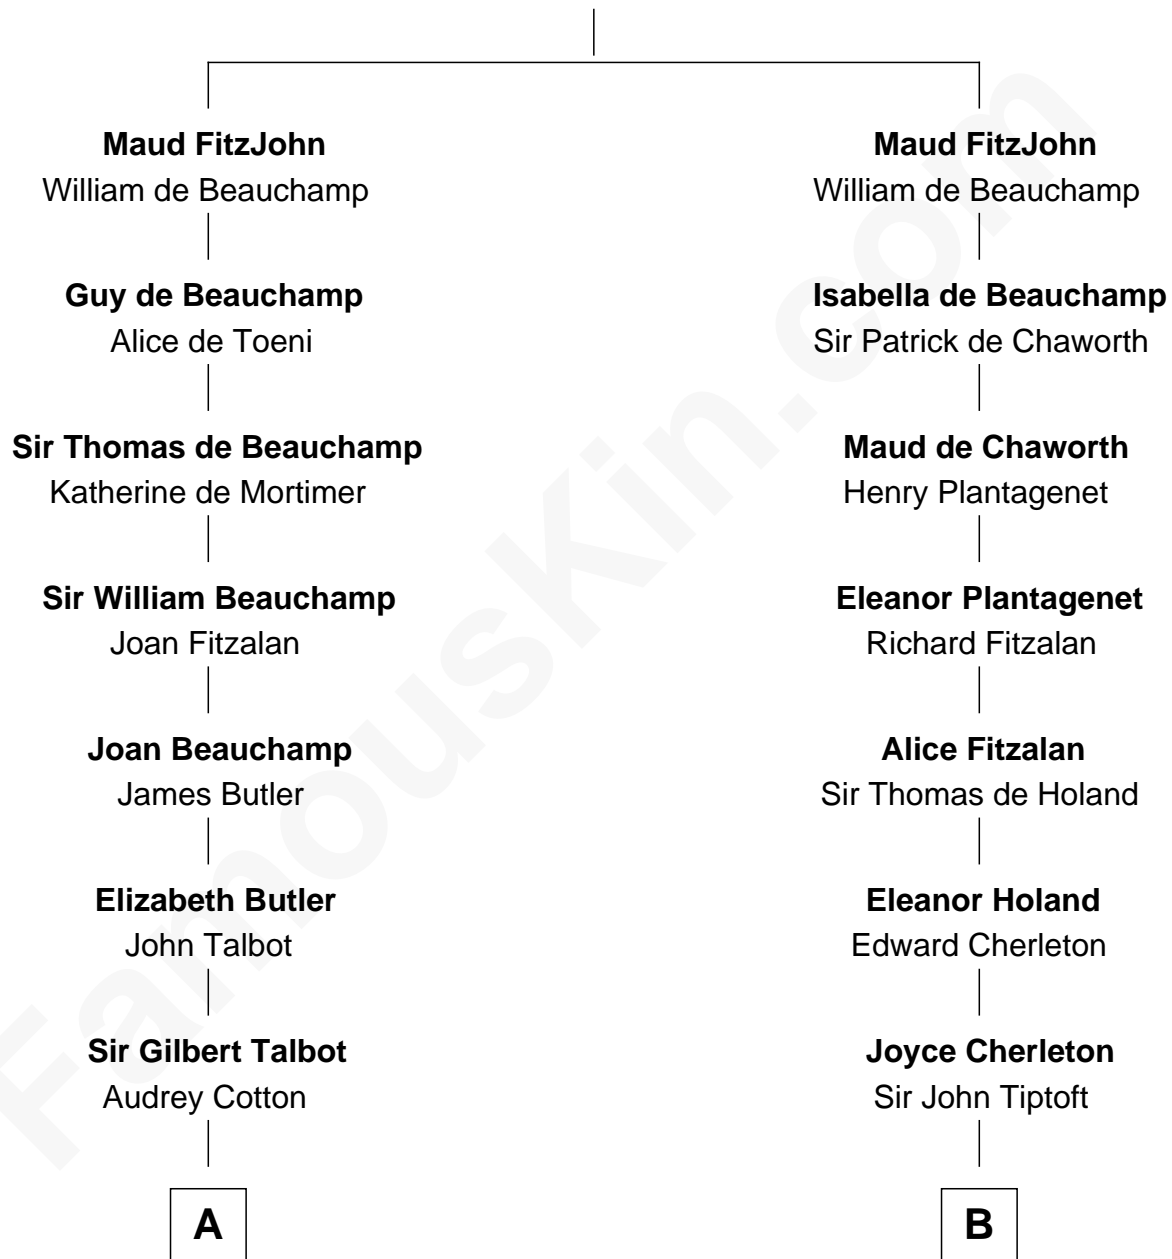 Maud FitzJohn
William de Beauchamp
Guy de Beauchamp
Alice de Toeni
Sir Thomas de Beauchamp
Katherine de Mortimer
Sir William Beauchamp
Joan Fitzalan
Joan Beauchamp
James Butler
Elizabeth Butler
John Talbot
Sir Gilbert Talbot
Audrey Cotton
A
Maud FitzJohn
William de Beauchamp
Isabella de Beauchamp
Sir Patrick de Chaworth
Maud de Chaworth
Henry Plantagenet
Eleanor Plantagenet
Richard Fitzalan
Alice Fitzalan
Sir Thomas de Holand
Eleanor Holand
Edward Cherleton
Joyce Cherleton
Sir John Tiptoft
B
FamousKin.com